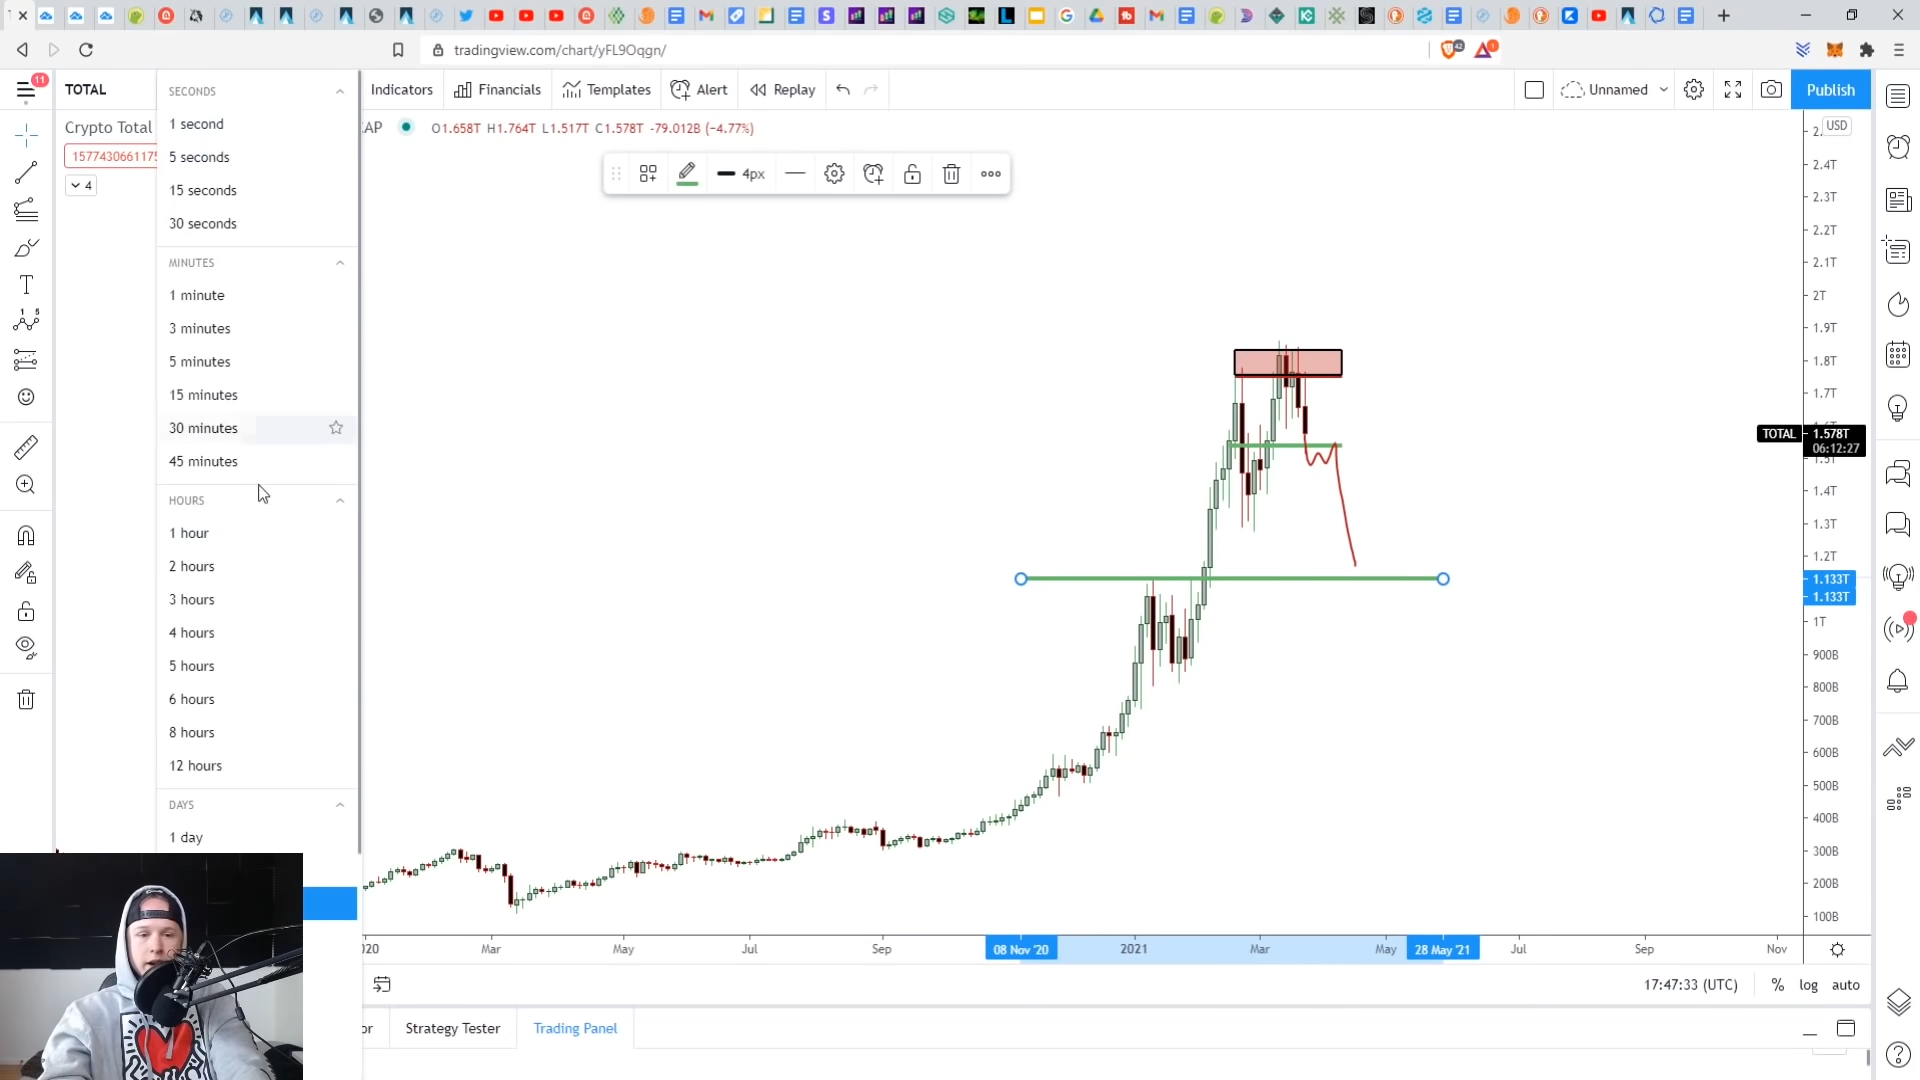 tradingview.com/chart/yFL9Oqgn/
42
1
11
TOTAL
Indicators
Financials
Templates
Alert
Replay
Unnamed
Publish
Crypto Total
AP
O1.658T H1.764T L1.517T C1.578T -79.012B (−4.77%)
1577430661175
4
4px
SECONDS
1 second
5 seconds
15 seconds
30 seconds
MINUTES
1 minute
3 minutes
5 minutes
15 minutes
30 minutes
45 minutes
HOURS
1 hour
2 hours
3 hours
4 hours
5 hours
6 hours
8 hours
12 hours
DAYS
1 day
USD
2.4T
2.3T
2.2T
2.1T
2T
1.9T
1.8T
1.7T
TOTAL 1.578T
06:12:27
1.4T
1.3T
1.2T
1.133T
1.133T
1T
900B
800B
700B
600B
500B
400B
300B
200B
100B
020 Mar May Jul Sep 08 Nov '20 2021 Mar May 28 May '21 Jul Sep Nov
17:47:33 (UTC) % log auto
or Strategy Tester Trading Panel